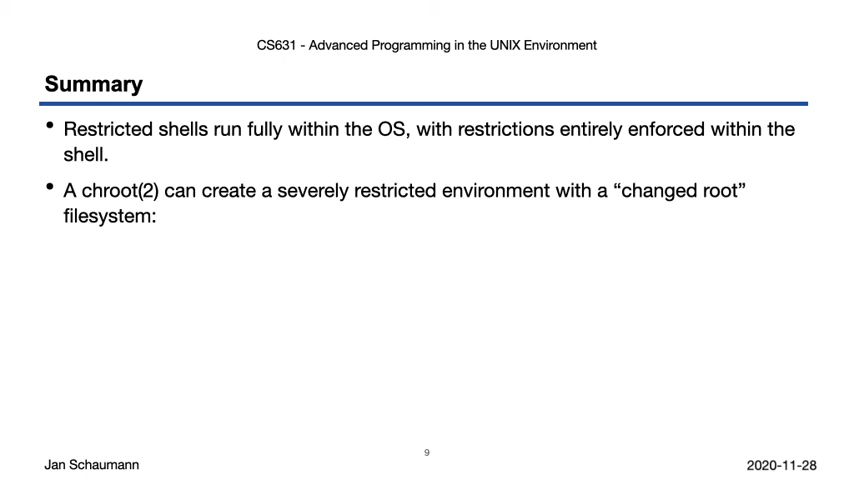 CS631 - Advanced Programming in the UNIX Environment
Summary
• Restricted shells run fully within the OS, with restrictions entirely enforced within the
shell.
• A chroot(2) can create a severely restricted environment with a “changed root”
filesystem:
9
Jan Schaumann
2020-11-28